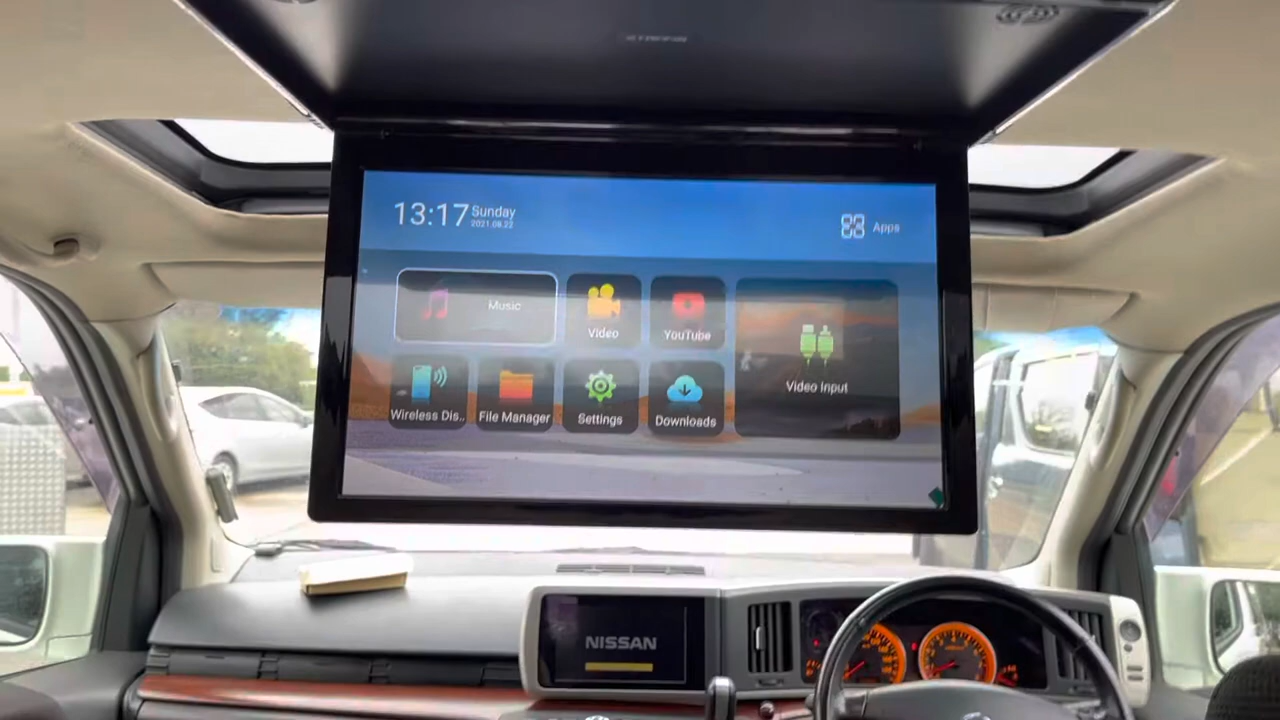 13:17 Sunday
2021.08.22
Apps
Music
Video
YouTube
Video Input
Wireless Dis..
File Manager
Settings
Downloads
NISSAN